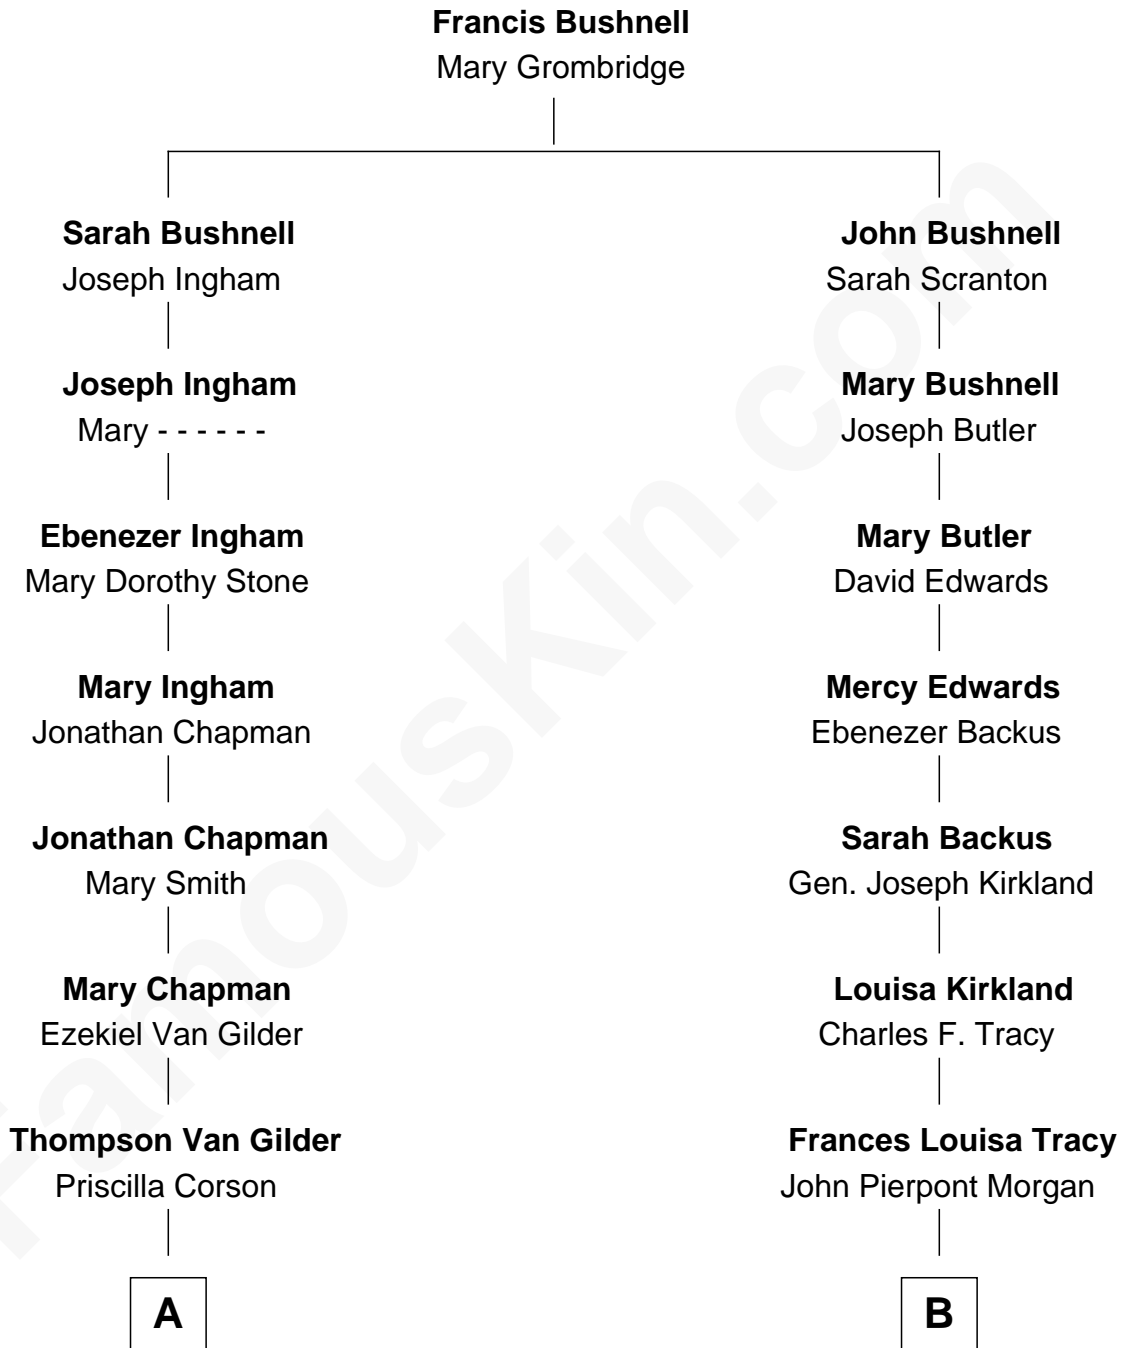 Francis Bushnell
Mary Grombridge
Sarah Bushnell
Joseph Ingham
John Bushnell
Sarah Scranton
Joseph Ingham
Mary - - - - - -
Mary Bushnell
Joseph Butler
Ebenezer Ingham
Mary Dorothy Stone
Mary Butler
David Edwards
Mary Ingham
Jonathan Chapman
Mercy Edwards
Ebenezer Backus
Jonathan Chapman
Mary Smith
Sarah Backus
Gen. Joseph Kirkland
Mary Chapman
Ezekiel Van Gilder
Louisa Kirkland
Charles F. Tracy
Thompson Van Gilder
Priscilla Corson
Frances Louisa Tracy
John Pierpont Morgan
A
B
FamousKin.com